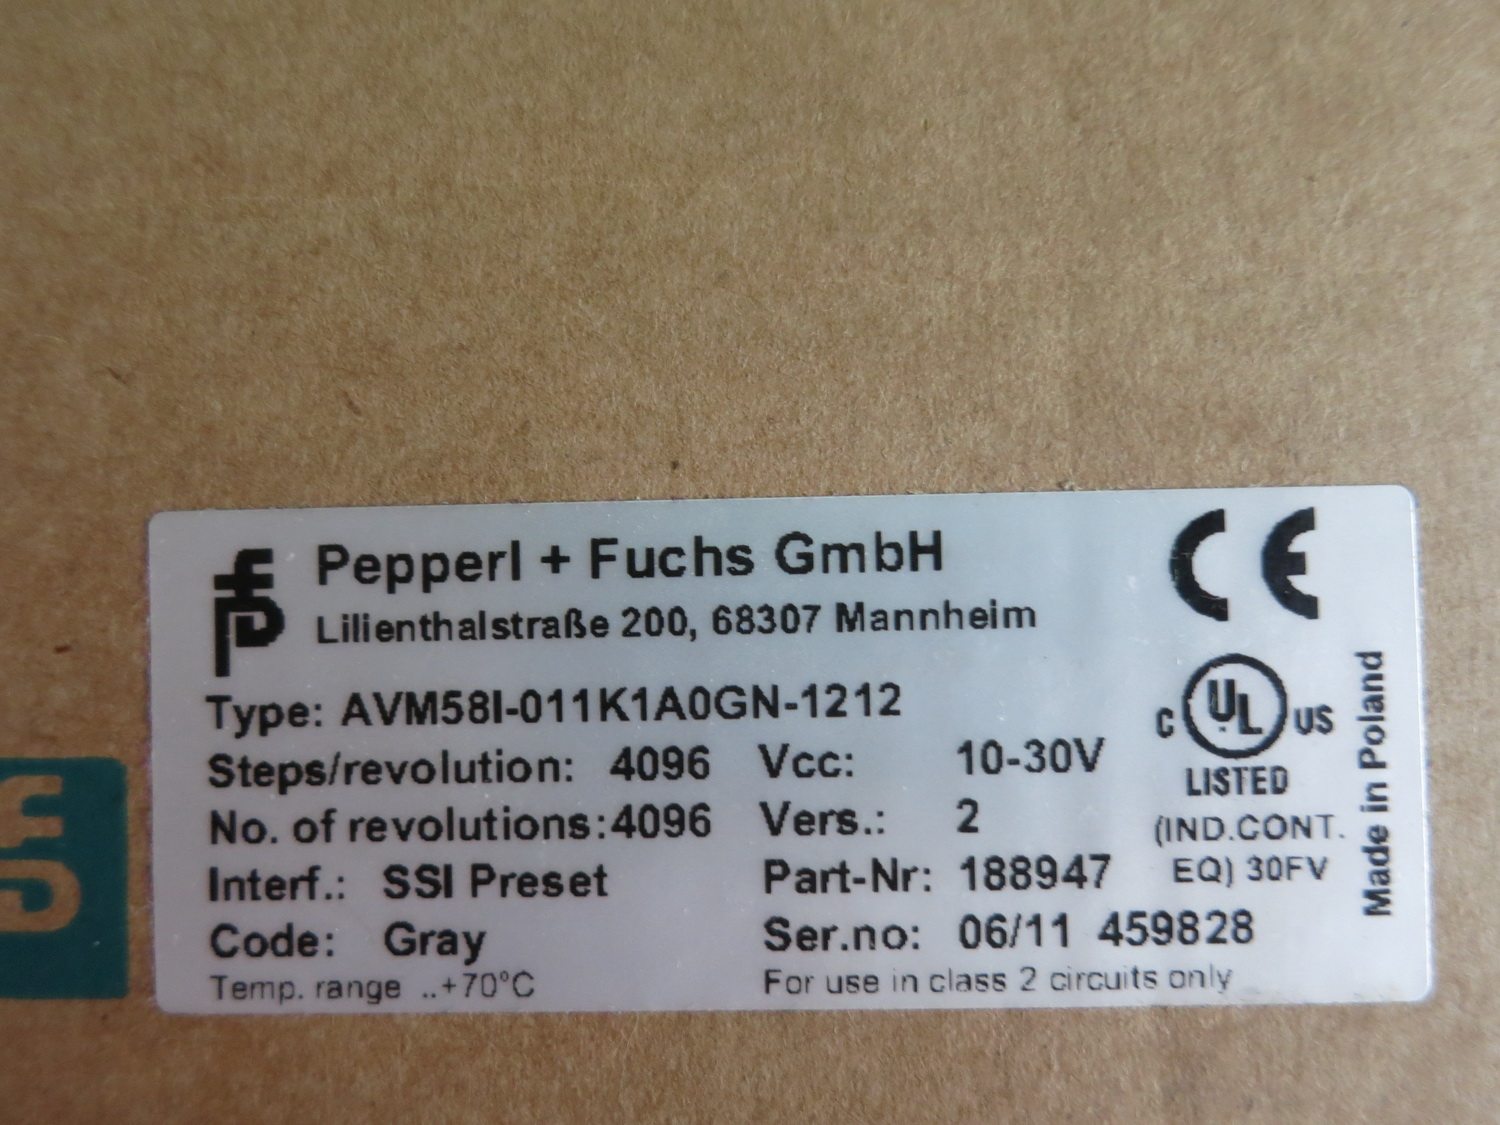 Pepperl + Fuchs GmbH
Lilienthalstraße 200, 68307 Mannheim
Type: AVM58I-011K1A0GN-1212
Steps/revolution: 4096 Vcc: 10-30V
No. of revolutions:4096 Vers.: 2
Interf.: SSI Preset Part-Nr: 188947
Code: Gray Ser.no: 06/11 459828
Temp. range ..+70°C For use in class 2 circuits only
CE
C UL US
LISTED
(IND.CONT.
EQ) 30FV
Made in Poland